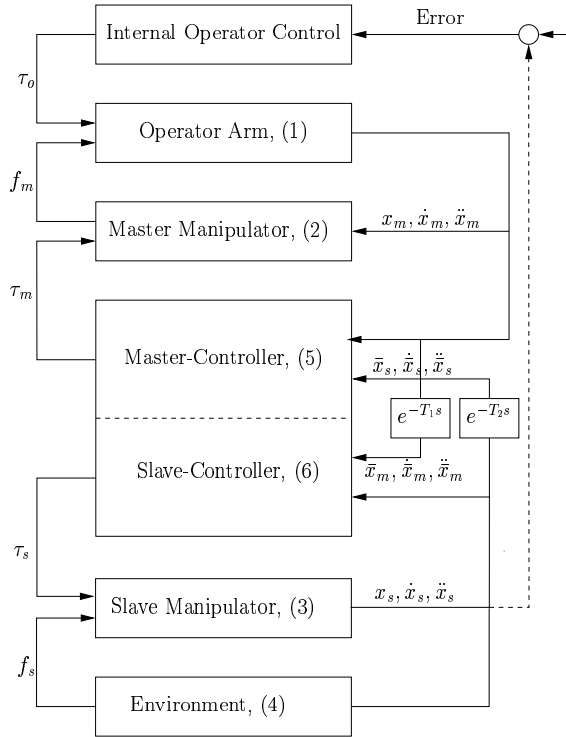 Internal Operator Control
Error
τ_o
Operator Arm, (1)
f_m
Master Manipulator, (2)
x_m, ẋ_m, ẍ_m
τ_m
Master-Controller, (5)
x̄_s, ẋ̄_s, ẍ̄_s
e^{-T_1 s}
e^{-T_2 s}
Slave-Controller, (6)
x̄_m, ẋ̄_m, ẍ̄_m
τ_s
Slave Manipulator, (3)
x_s, ẋ_s, ẍ_s
f_s
Environment, (4)